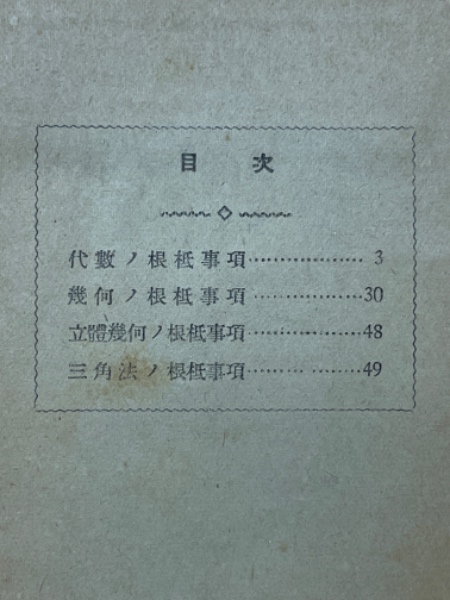 目 次
代數ノ根柢事項………………… 3
幾何ノ根柢事項…………………30
立體幾何ノ根柢事項…………………48
三角法ノ根柢事項……… ………49